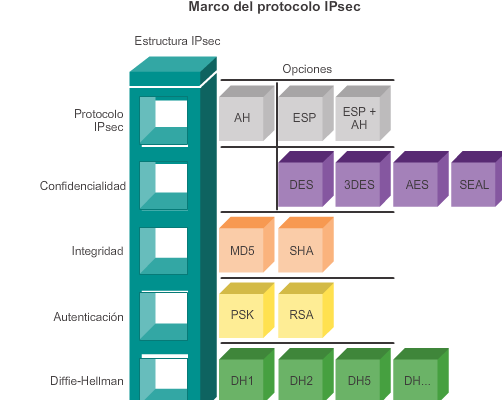 Marco del protocolo IPsec
Estructura IPsec
Opciones
Protocolo
IPsec
AH
ESP
ESP +
AH
Confidencialidad
DES
3DES
AES
SEAL
Integridad
MD5
SHA
Autenticación
PSK
RSA
Diffie-Hellman
DH1
DH2
DH5
DH...